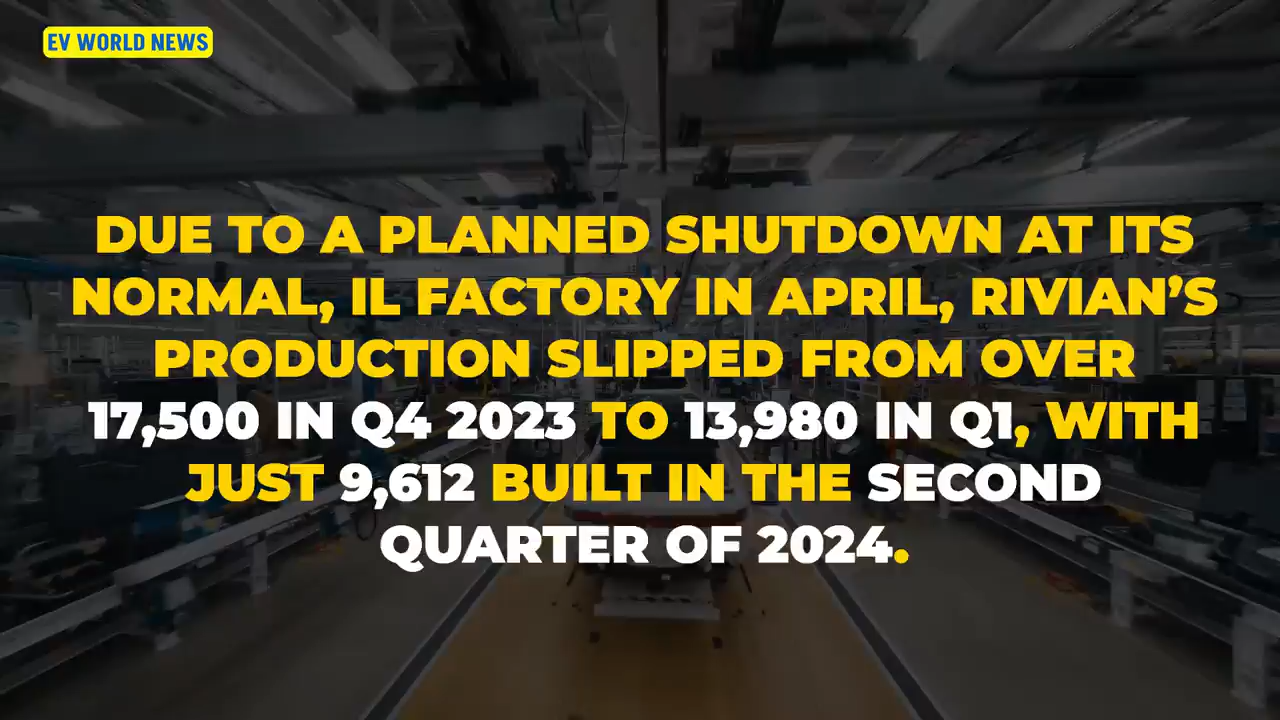 EV WORLD NEWS
DUE TO A PLANNED SHUTDOWN AT ITS
NORMAL, IL FACTORY IN APRIL, RIVIAN’S
PRODUCTION SLIPPED FROM OVER
17,500 IN Q4 2023 TO 13,980 IN Q1, WITH
JUST 9,612 BUILT IN THE SECOND
QUARTER OF 2024.